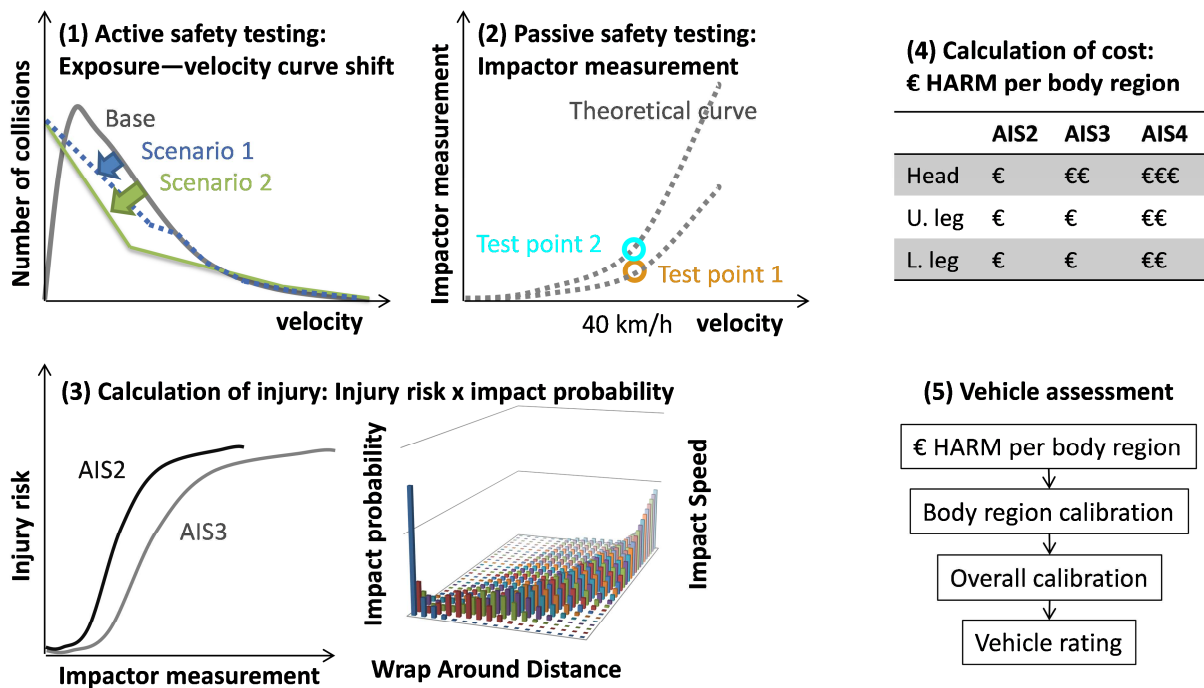 (1) Active safety testing:
Exposure—velocity curve shift
Number of collisions
Base
Scenario 1
Scenario 2
velocity
(2) Passive safety testing:
Impactor measurement
Impactor measurement
Theoretical curve
Test point 2
Test point 1
40 km/h
velocity
(4) Calculation of cost:
€ HARM per body region
AIS2 AIS3 AIS4
Head € €€ €€€
U. leg € € €€
L. leg € € €€
(3) Calculation of injury: Injury risk x impact probability
Injury risk
AIS2
AIS3
Impactor measurement
Impact probability
Impact Speed
Wrap Around Distance
(5) Vehicle assessment
€ HARM per body region
Body region calibration
Overall calibration
Vehicle rating